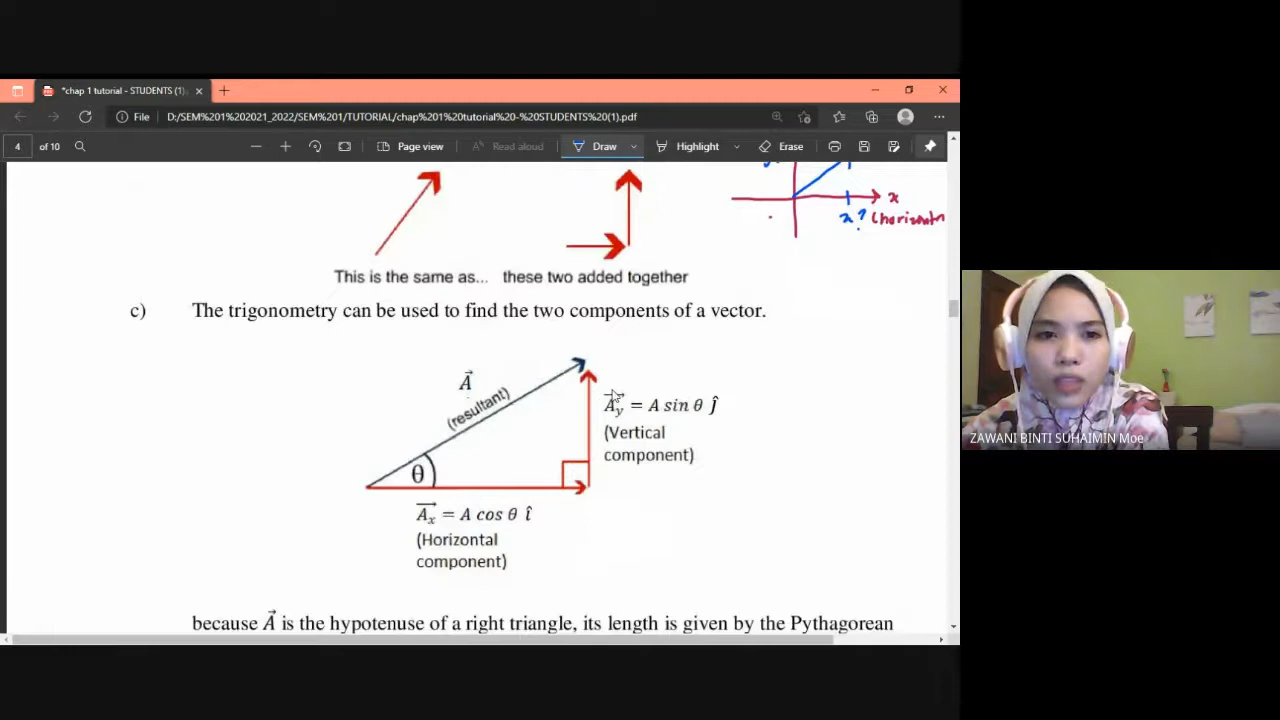 *chap 1 tutorial - STUDENTS (1).
File D:/SEM%201%202021_2022/SEM%201/TUTORIAL/chap%201%20tutorial%20-%20STUDENTS%20(1).pdf
4 of 10 Page view Read aloud Draw Highlight Erase
x
x? (horizontal
This is the same as... these two added together
c) The trigonometry can be used to find the two components of a vector.
A⃗
(resultant)
A⃗y = A sin θ ĵ
(Vertical
component)
θ
A⃗x = A cos θ î
(Horizontal
component)
because A⃗ is the hypotenuse of a right triangle, its length is given by the Pythagorean
ZAWANI BINTI SUHAIMIN Moe